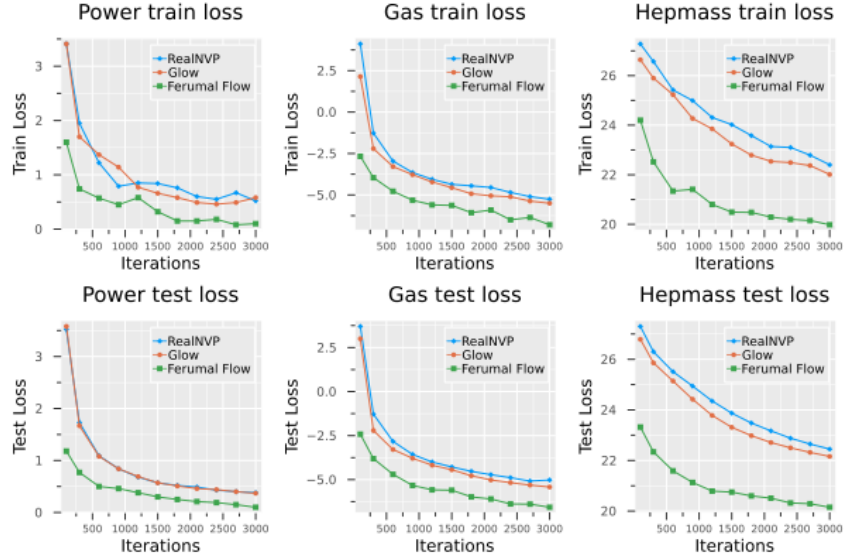 Power train loss
Train Loss
3
2
1
0
RealNVP
Glow
Ferumal Flow
500 1000 1500 2000 2500 3000
Iterations
Gas train loss
Train Loss
2.5
0.0
−2.5
−5.0
RealNVP
Glow
Ferumal Flow
500 1000 1500 2000 2500 3000
Iterations
Hepmass train loss
Train Loss
26
24
22
20
RealNVP
Glow
Ferumal Flow
500 1000 1500 2000 2500 3000
Iterations
Power test loss
Test Loss
3
2
1
0
RealNVP
Glow
Ferumal Flow
500 1000 1500 2000 2500 3000
Iterations
Gas test loss
Test Loss
2.5
0.0
−2.5
−5.0
RealNVP
Glow
Ferumal Flow
500 1000 1500 2000 2500 3000
Iterations
Hepmass test loss
Test Loss
26
24
22
20
RealNVP
Glow
Ferumal Flow
500 1000 1500 2000 2500 3000
Iterations